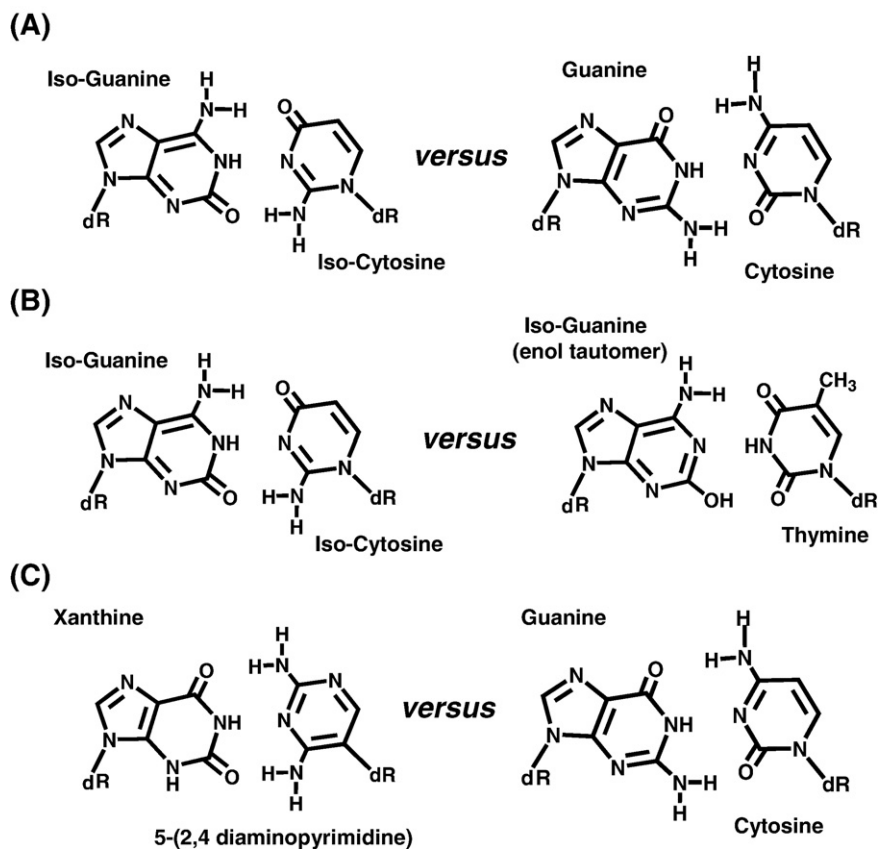 (A)
H
Iso-Guanine
Guanine
H
N H
O
O
H N
N
versus
N
NH
N
N
NH
N
N
N
N
O
H N
dR
N
N H
O
N
dR
H
dR
H
dR
Iso-Cytosine
Cytosine
(B)
Iso-Guanine
(enol tautomer)
Iso-Guanine
H
H
N H
N H
O
O
CH3
N
versus
N
NH
N
N
HN
N
N
N
N
O
H N
N
OH
O
N
dR
H
dR
dR
dR
Iso-Cytosine
Thymine
(C)
Xanthine
Guanine
H
H
O
H N
N
O
H N
N
versus
N
NH
N
NH
N
N
N
N
N
H
O
H N
N
N H
O
N
dR
H
dR
dR
H
dR
5-(2,4 diaminopyrimidine)
Cytosine